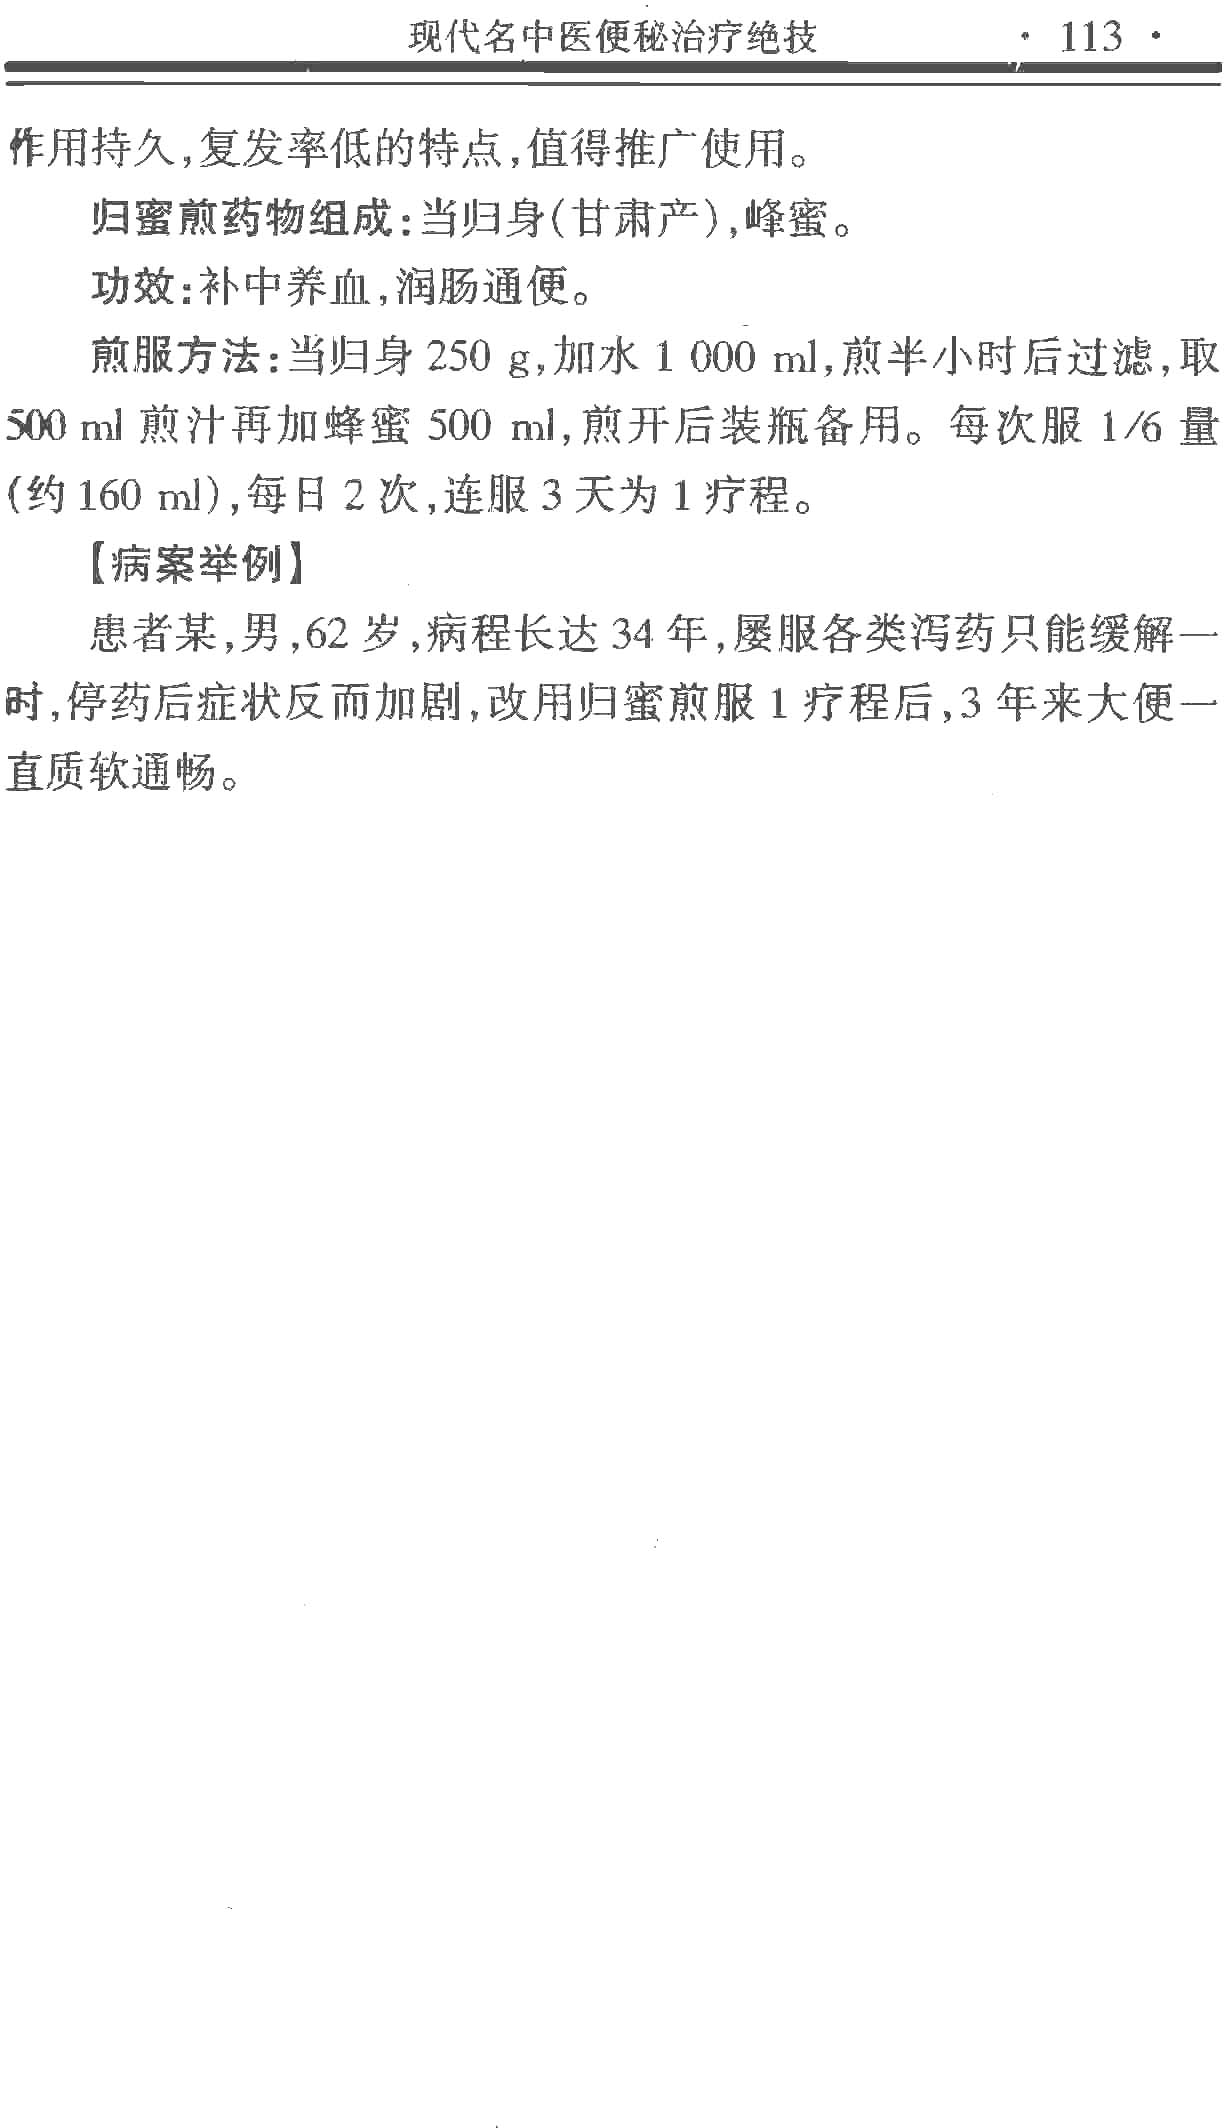 现代名中医便秘治疗绝技 · 113 ·
作用持久,复发率低的特点,值得推广使用。
归蜜煎药物组成:当归身(甘肃产),蜂蜜。
功效:补中养血,润肠通便。
煎服方法:当归身 250 g,加水 1 000 ml,煎半小时后过滤,取
500 ml 煎汁再加蜂蜜 500 ml,煎开后装瓶备用。每次服 1/6 量
(约 160 ml),每日 2 次,连服 3 天为 1 疗程。
【病案举例】
患者某,男,62 岁,病程长达 34 年,屡服各类泻药只能缓解一
时,停药后症状反而加剧,改用归蜜煎服 1 疗程后,3 年来大便一
直质软通畅。